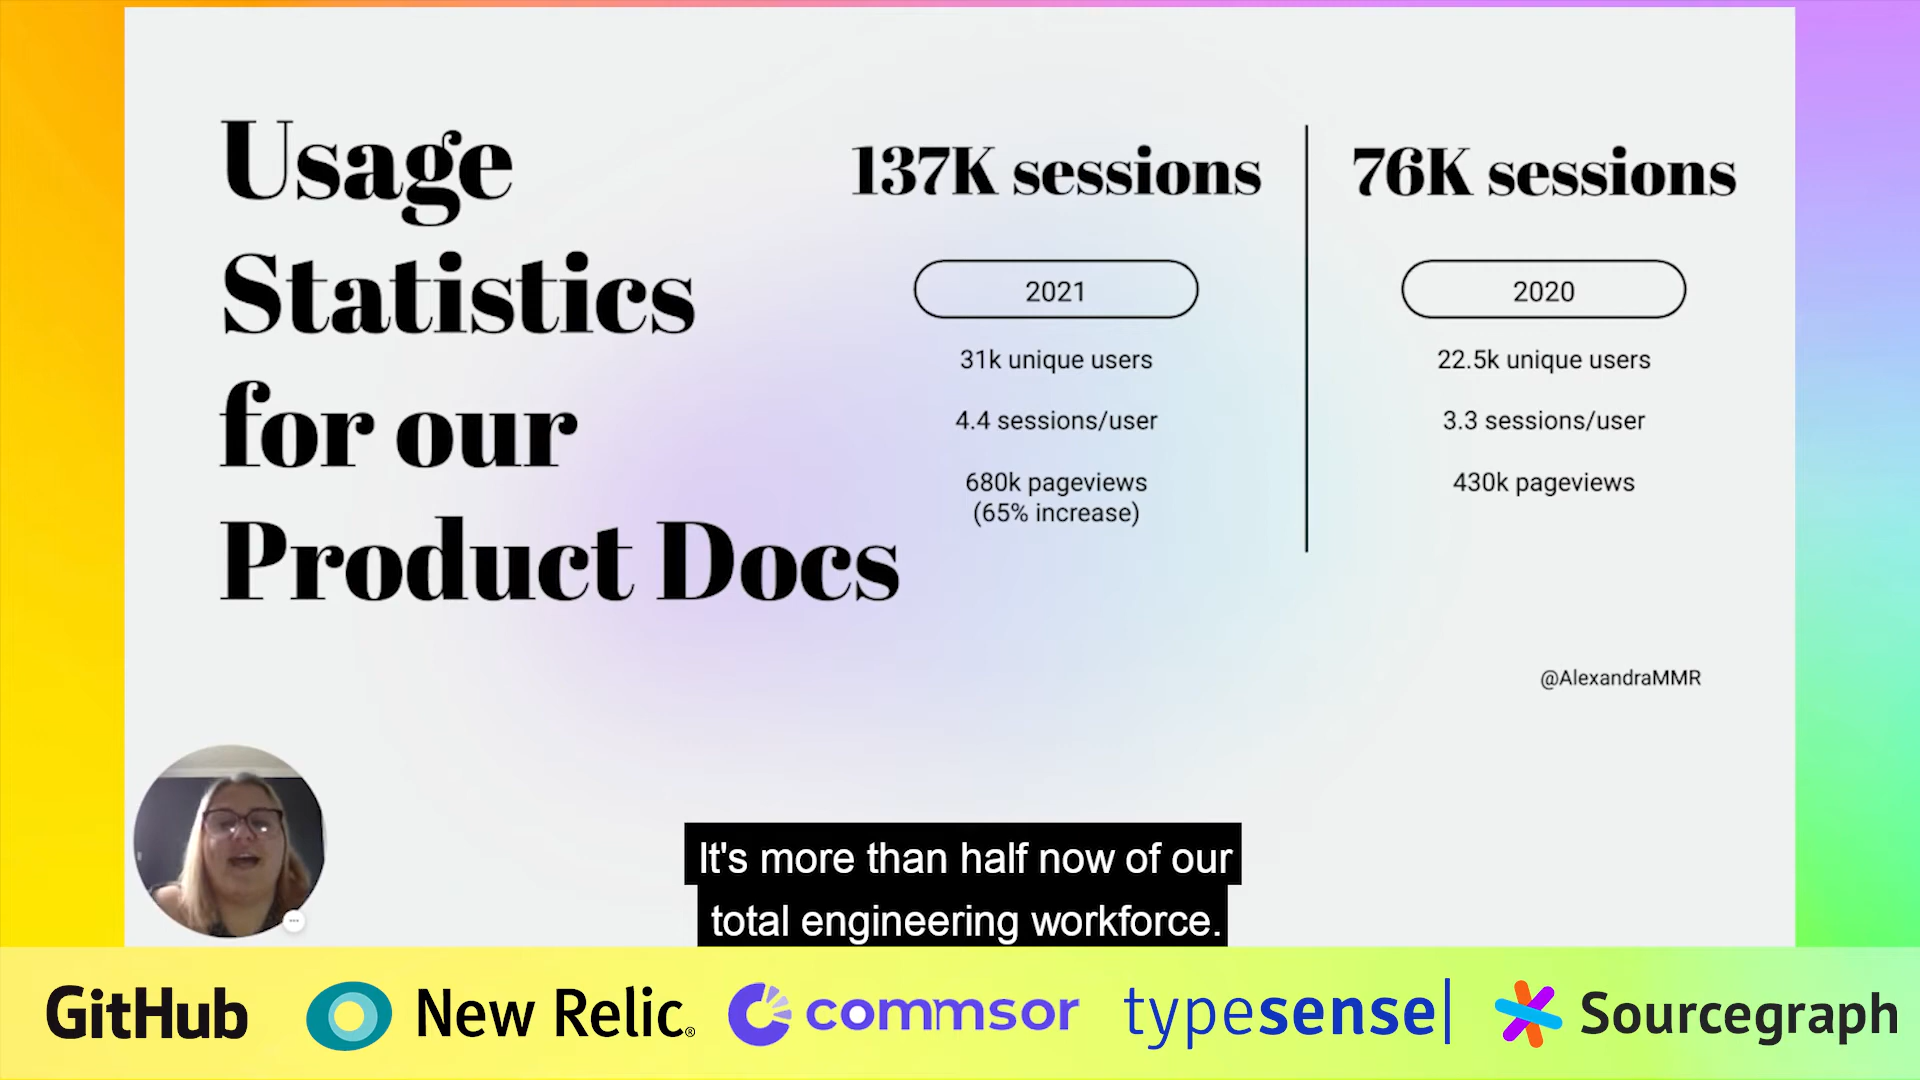 Usage
Statistics
for our
Product Docs
137K sessions
2021
31k unique users
4.4 sessions/user
680k pageviews
(65% increase)
76K sessions
2020
22.5k unique users
3.3 sessions/user
430k pageviews
@AlexandraMMR
It's more than half now of our
total engineering workforce.
GitHub
New Relic®
commsor
typesense|
Sourcegraph